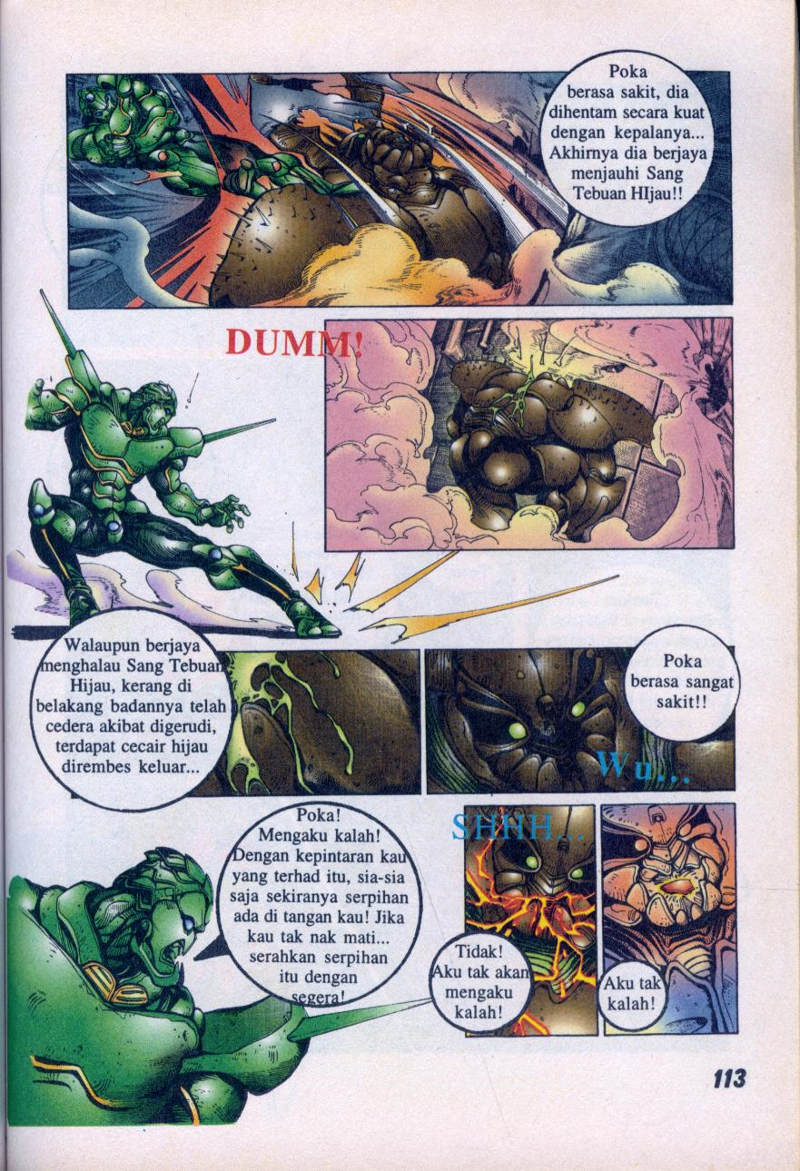 Poka
berasa sakit, dia
dihentam secara kuat
dengan kepalanya...
Akhirnya dia berjaya
menjauhi Sang
Tebuan HIjau!!
DUMM!
Walaupun berjaya
menghalau Sang Tebuan
Hijau, kerang di
belakang badannya telah
cedera akibat digerudi,
terdapat cecair hijau
dirembes keluar...
Poka
berasa sangat
sakit!!
Wu...
Poka!
Mengaku kalah!
Dengan kepintaran kau
yang terhad itu, sia-sia
saja sekiranya serpihan
ada di tangan kau! Jika
kau tak nak mati...
serahkan serpihan
itu dengan
segera!
SHHH...
Tidak!
Aku tak akan
mengaku
kalah!
Aku tak
kalah!
113